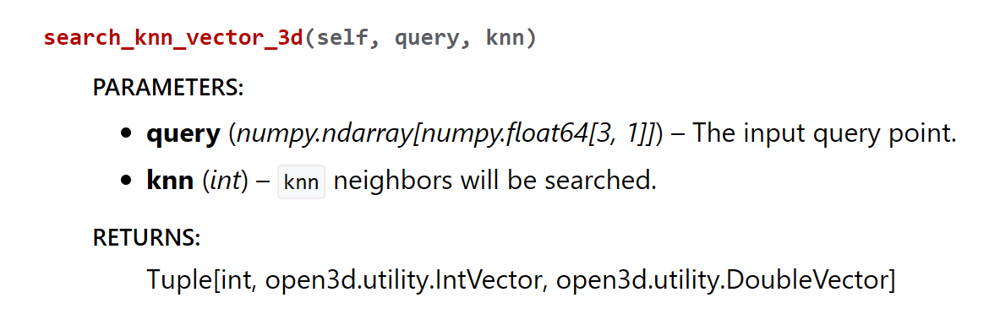 search_knn_vector_3d(self, query, knn)
PARAMETERS:
• query (numpy.ndarray[numpy.float64[3, 1]]) – The input query point.
• knn (int) – knn neighbors will be searched.
RETURNS:
Tuple[int, open3d.utility.IntVector, open3d.utility.DoubleVector]